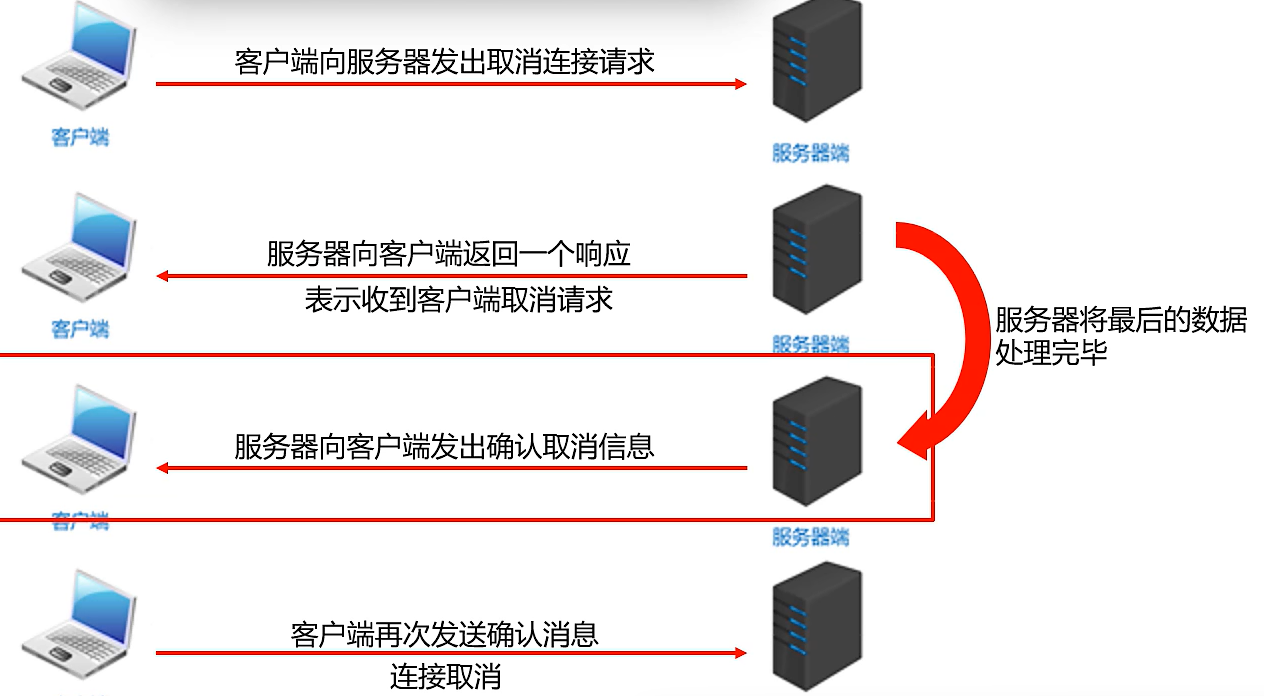 客户端向服务器发出取消连接请求
客户端
服务器端
服务器向客户端返回一个响应
表示收到客户端取消请求
客户端
服务器端
服务器将最后的数据
处理完毕
服务器向客户端发出确认取消信息
客户端
服务器端
客户端再次发送确认消息
连接取消